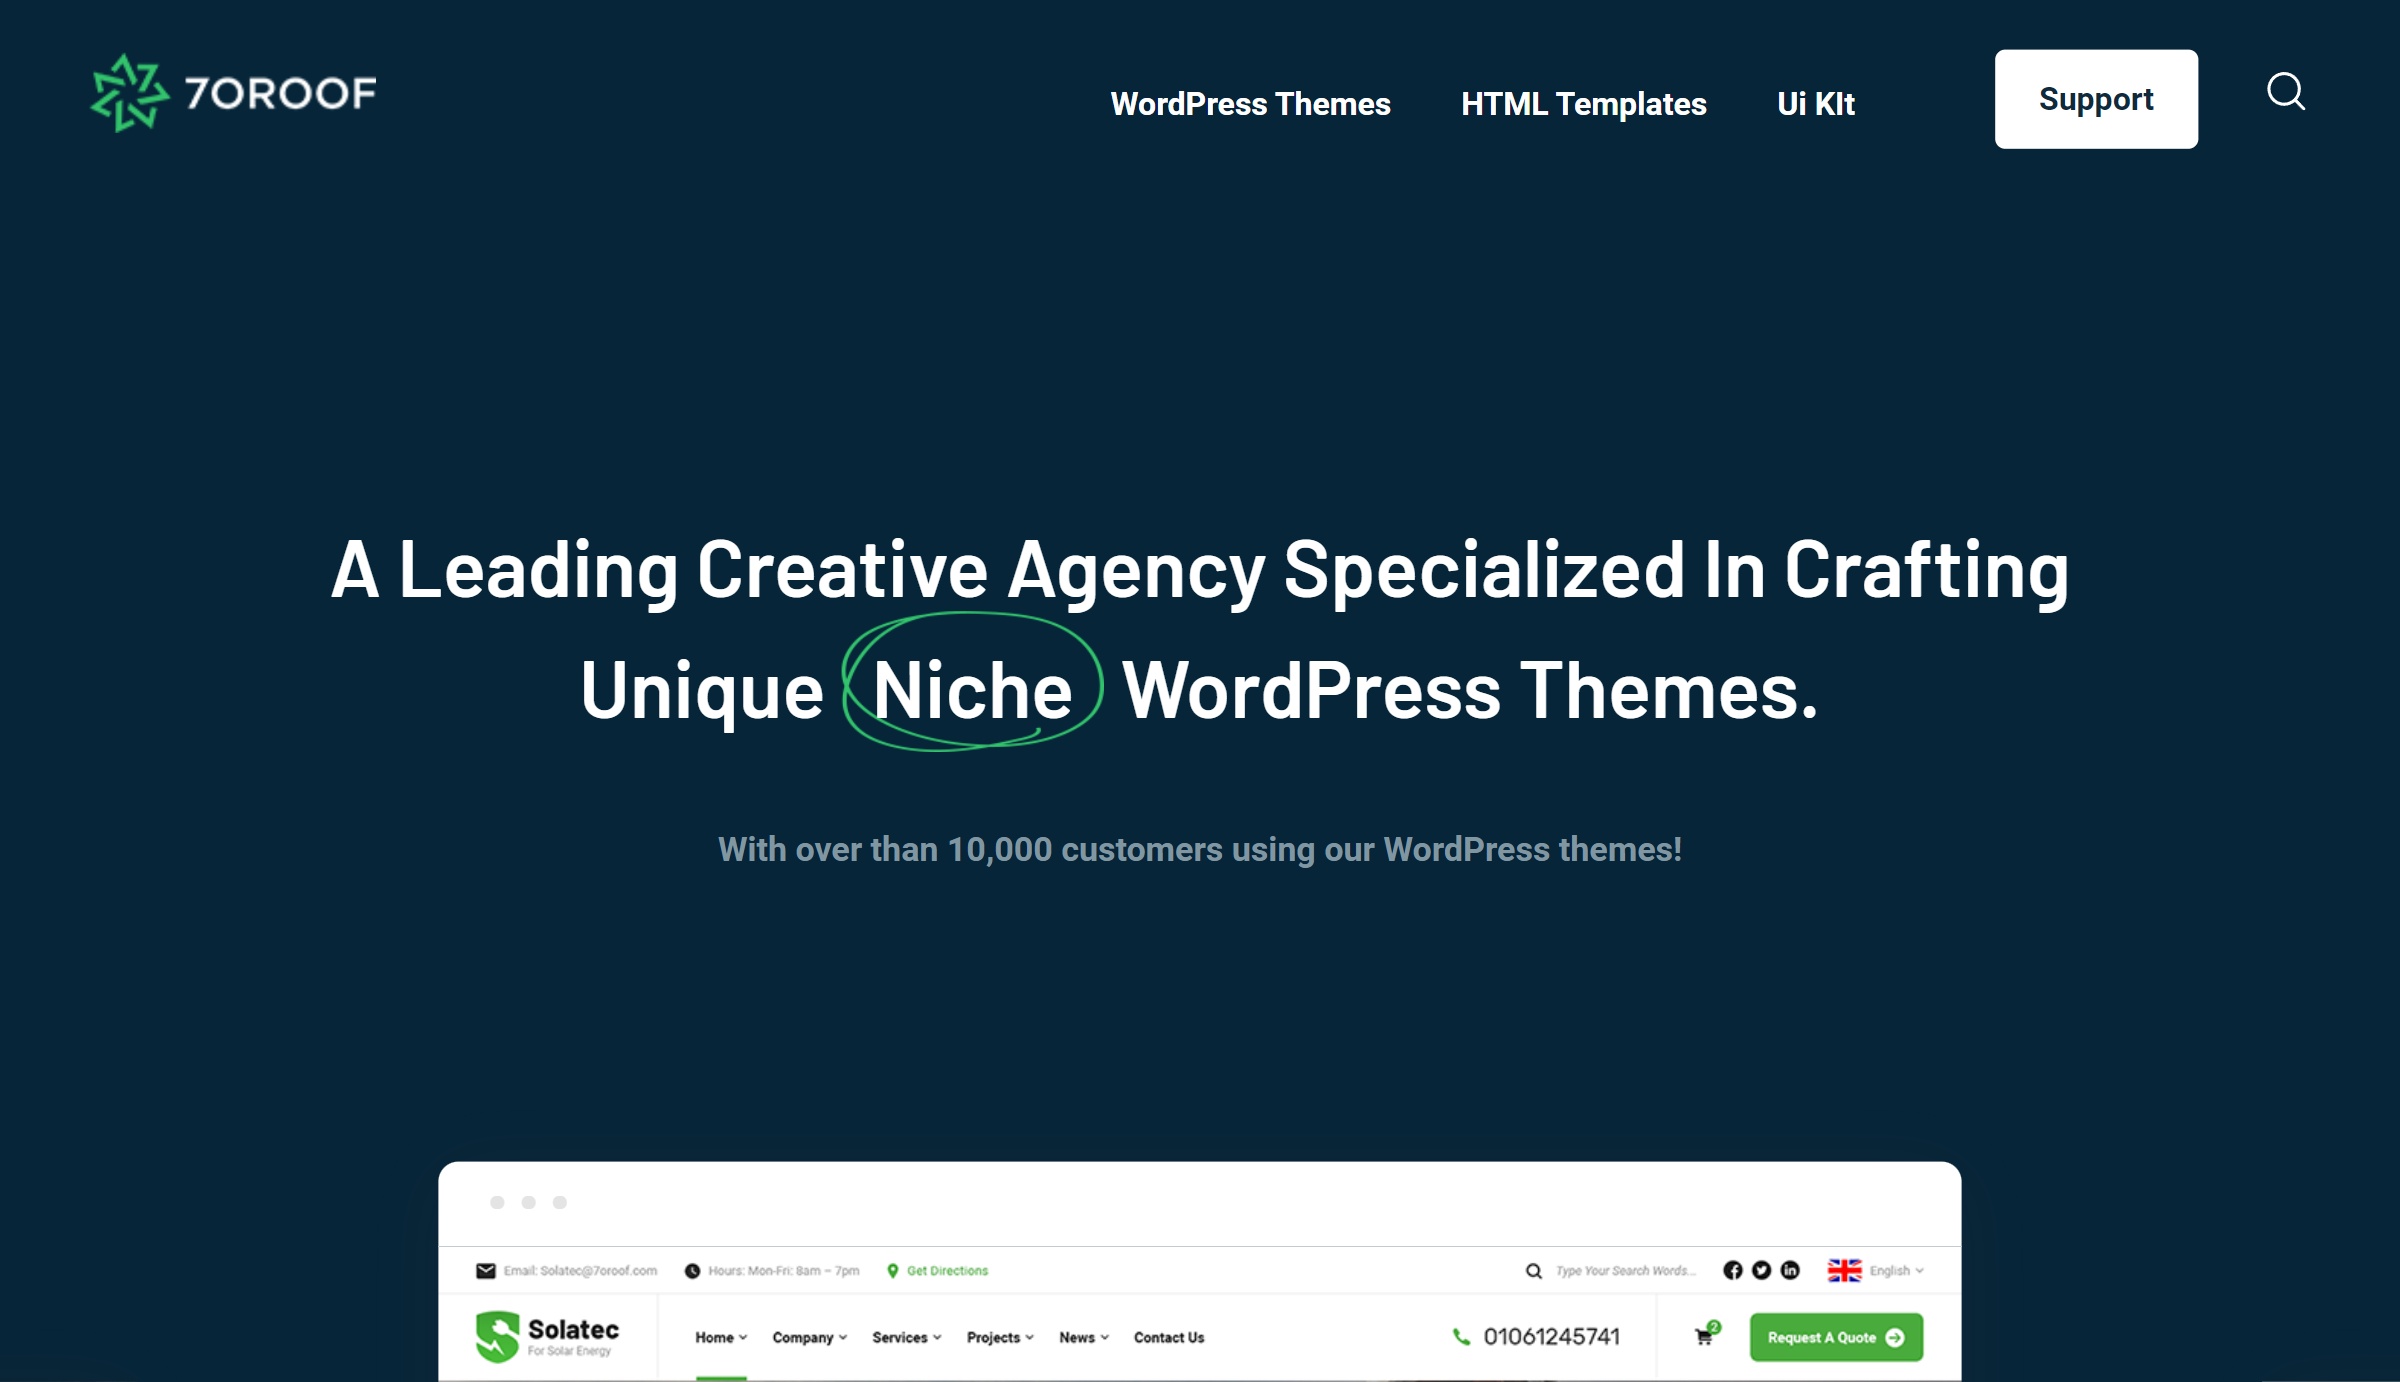 7OROOF
WordPress Themes
HTML Templates
Ui KIt
Support
A Leading Creative Agency Specialized In Crafting
Unique Niche WordPress Themes.
With over than 10,000 customers using our WordPress themes!
Email: Solatec@7oroof.com
Hours: Mon-Fri: 8am – 7pm
Get Directions
Type Your Search Words...
English
Solatec
For Solar Energy
Home
Company
Services
Projects
News
Contact Us
01061245741
2
Request A Quote